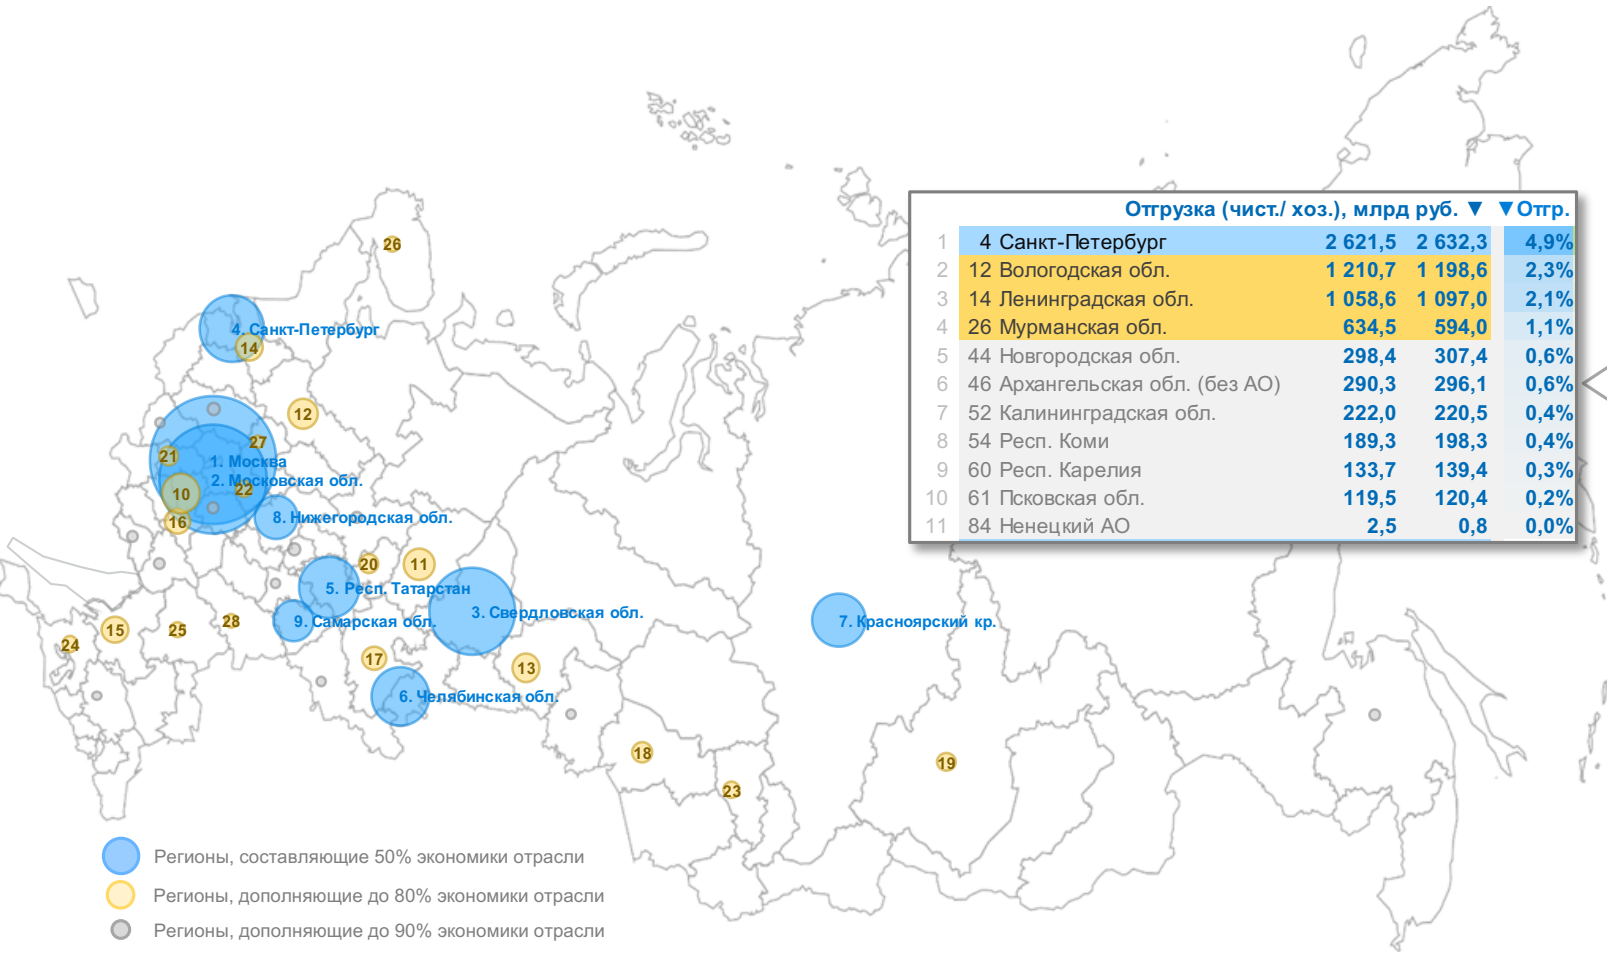 Отгрузка (чист./ хоз.), млрд руб. ▼ ▼Отгр.
1 4 Санкт-Петербург 2 621,5 2 632,3 4,9%
2 12 Вологодская обл. 1 210,7 1 198,6 2,3%
3 14 Ленинградская обл. 1 058,6 1 097,0 2,1%
4 26 Мурманская обл. 634,5 594,0 1,1%
5 44 Новгородская обл. 298,4 307,4 0,6%
6 46 Архангельская обл. (без АО) 290,3 296,1 0,6%
7 52 Калининградская обл. 222,0 220,5 0,4%
8 54 Респ. Коми 189,3 198,3 0,4%
9 60 Респ. Карелия 133,7 139,4 0,3%
10 61 Псковская обл. 119,5 120,4 0,2%
11 84 Ненецкий АО 2,5 0,8 0,0%
26
4. Санкт-Петербург
14
12
27
21
1. Москва
2. Московская обл.
22
10
16
8. Нижегородская обл.
20
11
5. Респ. Татарстан
3. Свердловская обл.
7. Красноярский кр.
9. Самарская обл.
28
25
15
24
17
13
6. Челябинская обл.
18
19
23
Регионы, составляющие 50% экономики отрасли
Регионы, дополняющие до 80% экономики отрасли
Регионы, дополняющие до 90% экономики отрасли